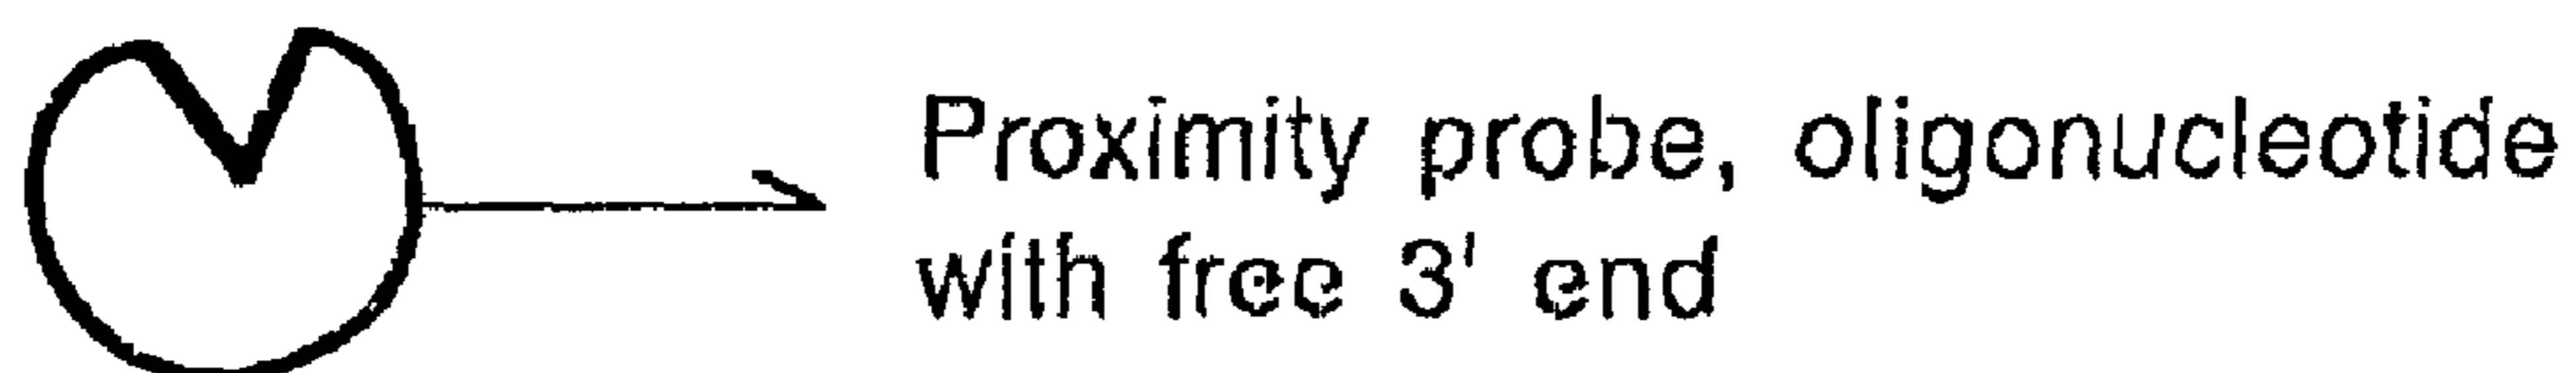 Proximity probe, oligonucleotide
with free 3' end